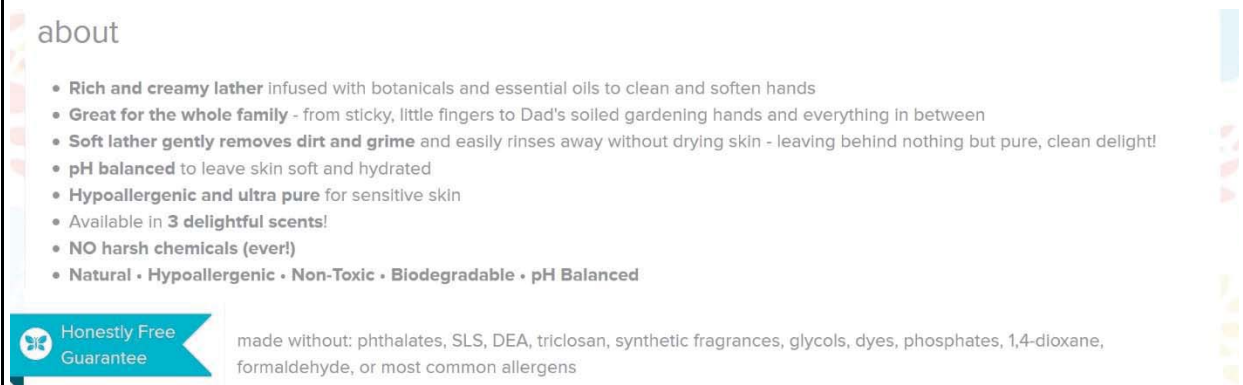 about
• Rich and creamy lather infused with botanicals and essential oils to clean and soften hands
• Great for the whole family - from sticky, little fingers to Dad's soiled gardening hands and everything in between
• Soft lather gently removes dirt and grime and easily rinses away without drying skin - leaving behind nothing but pure, clean delight!
• pH balanced to leave skin soft and hydrated
• Hypoallergenic and ultra pure for sensitive skin
• Available in 3 delightful scents!
• NO harsh chemicals (ever!)
• Natural • Hypoallergenic • Non-Toxic • Biodegradable • pH Balanced
Honestly Free
Guarantee
made without: phthalates, SLS, DEA, triclosan, synthetic fragrances, glycols, dyes, phosphates, 1,4-dioxane,
formaldehyde, or most common allergens